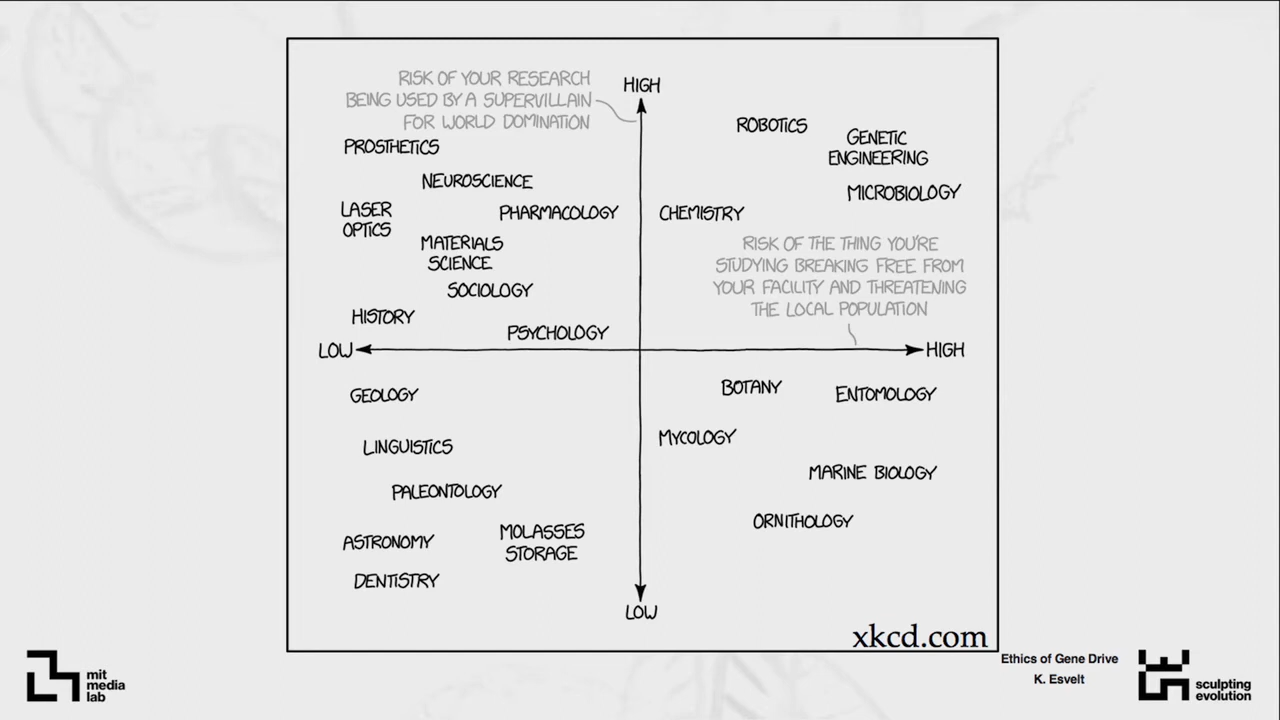 RISK OF YOUR RESEARCH
BEING USED BY A SUPERVILLAIN
FOR WORLD DOMINATION
HIGH
PROSTHETICS
NEUROSCIENCE
LASER
OPTICS
PHARMACOLOGY
MATERIALS
SCIENCE
SOCIOLOGY
HISTORY
PSYCHOLOGY
ROBOTICS
GENETIC
ENGINEERING
MICROBIOLOGY
CHEMISTRY
RISK OF THE THING YOU'RE
STUDYING BREAKING FREE FROM
YOUR FACILITY AND THREATENING
THE LOCAL POPULATION
LOW
HIGH
GEOLOGY
LINGUISTICS
PALEONTOLOGY
ASTRONOMY
MOLASSES
STORAGE
DENTISTRY
BOTANY
ENTOMOLOGY
MYCOLOGY
MARINE BIOLOGY
ORNITHOLOGY
LOW
xkcd.com
mit
media
lab
Ethics of Gene Drive
K. Esvelt
sculpting
evolution